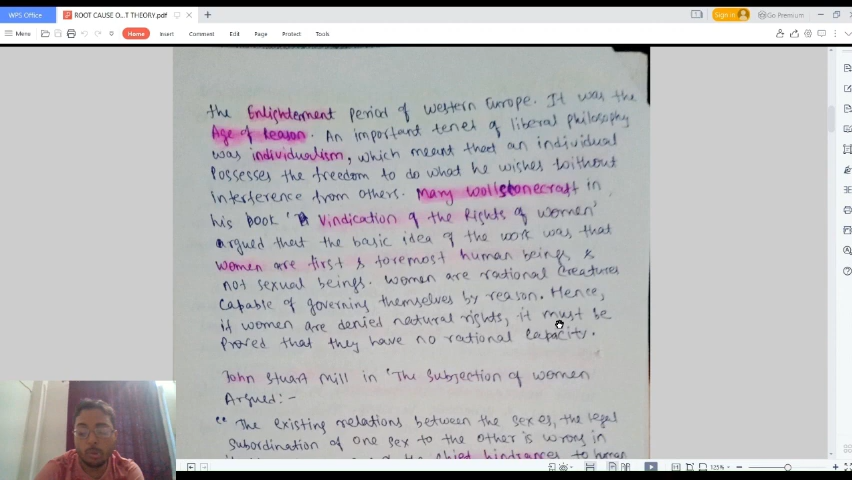 WPS Office
ROOT CAUSE O...T THEORY.pdf
Sign in
Go Premium
Menu
Home
Insert
Comment
Edit
Page
Protect
Tools
the Enlightenment period of Western Europe. It was the
Age of Reason. An important tenet of liberal philosophy
was individualism, which meant that an individual
Possesses the freedom to do what he wishes without
interference from others. Mary Wollstonecraft in
his book 'A Vindication of the Rights of women'
argued that the basic idea of the work was that
women are first & foremost human beings &
not sexual beings. Women are rational creatures
capable of governing themselves by reason. Hence,
if women are denied natural rights, it must be
Proved that they have no rational capacity.
John Stuart Mill in 'The Subjection of women
Argued:-
"The existing relations between the sexes, the legal
subordination of one sex to the other is wrong in
chief hindrances to human
125%